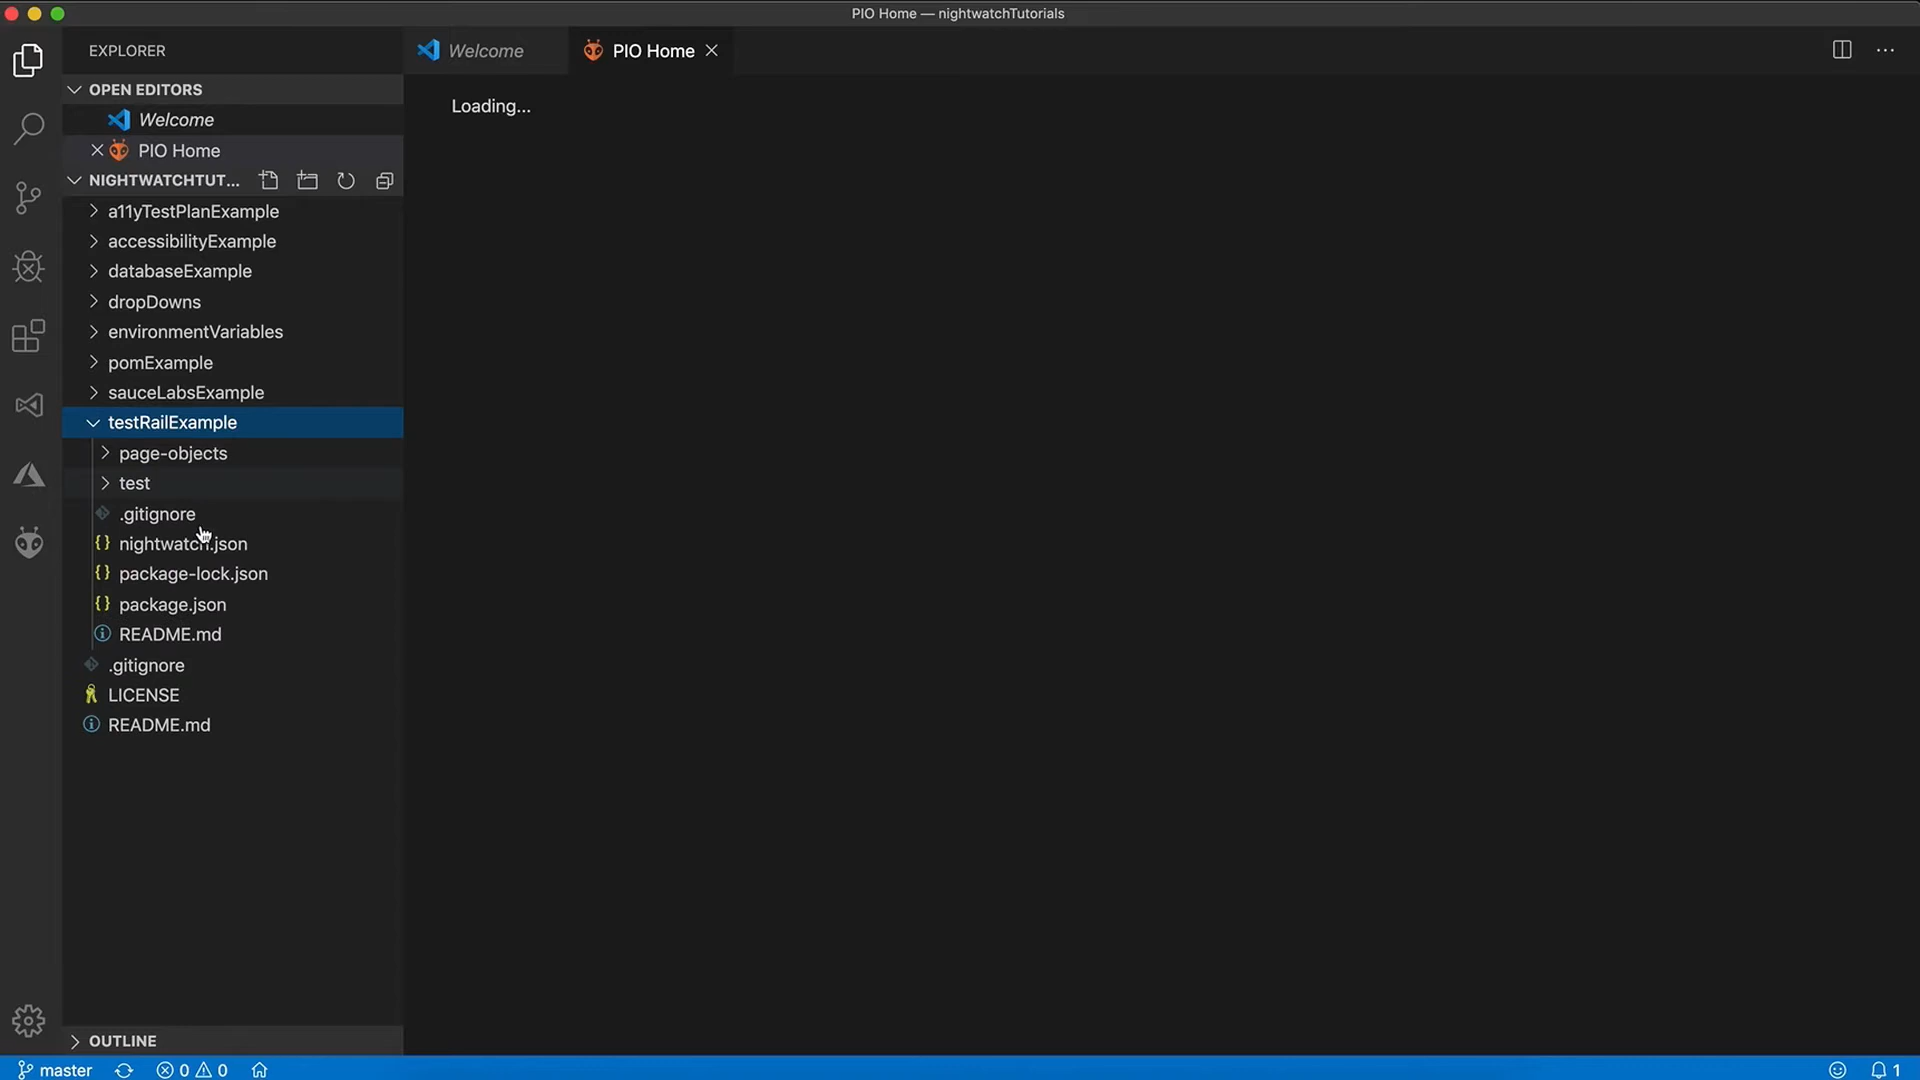 PIO Home — nightwatchTutorials
EXPLORER
Welcome
PIO Home
OPEN EDITORS
Welcome
PIO Home
NIGHTWATCHTUT...
a11yTestPlanExample
accessibilityExample
databaseExample
dropDowns
environmentVariables
pomExample
sauceLabsExample
testRailExample
page-objects
test
.gitignore
nightwatch.json
package-lock.json
package.json
README.md
.gitignore
LICENSE
README.md
OUTLINE
Loading...
master
0
0
1